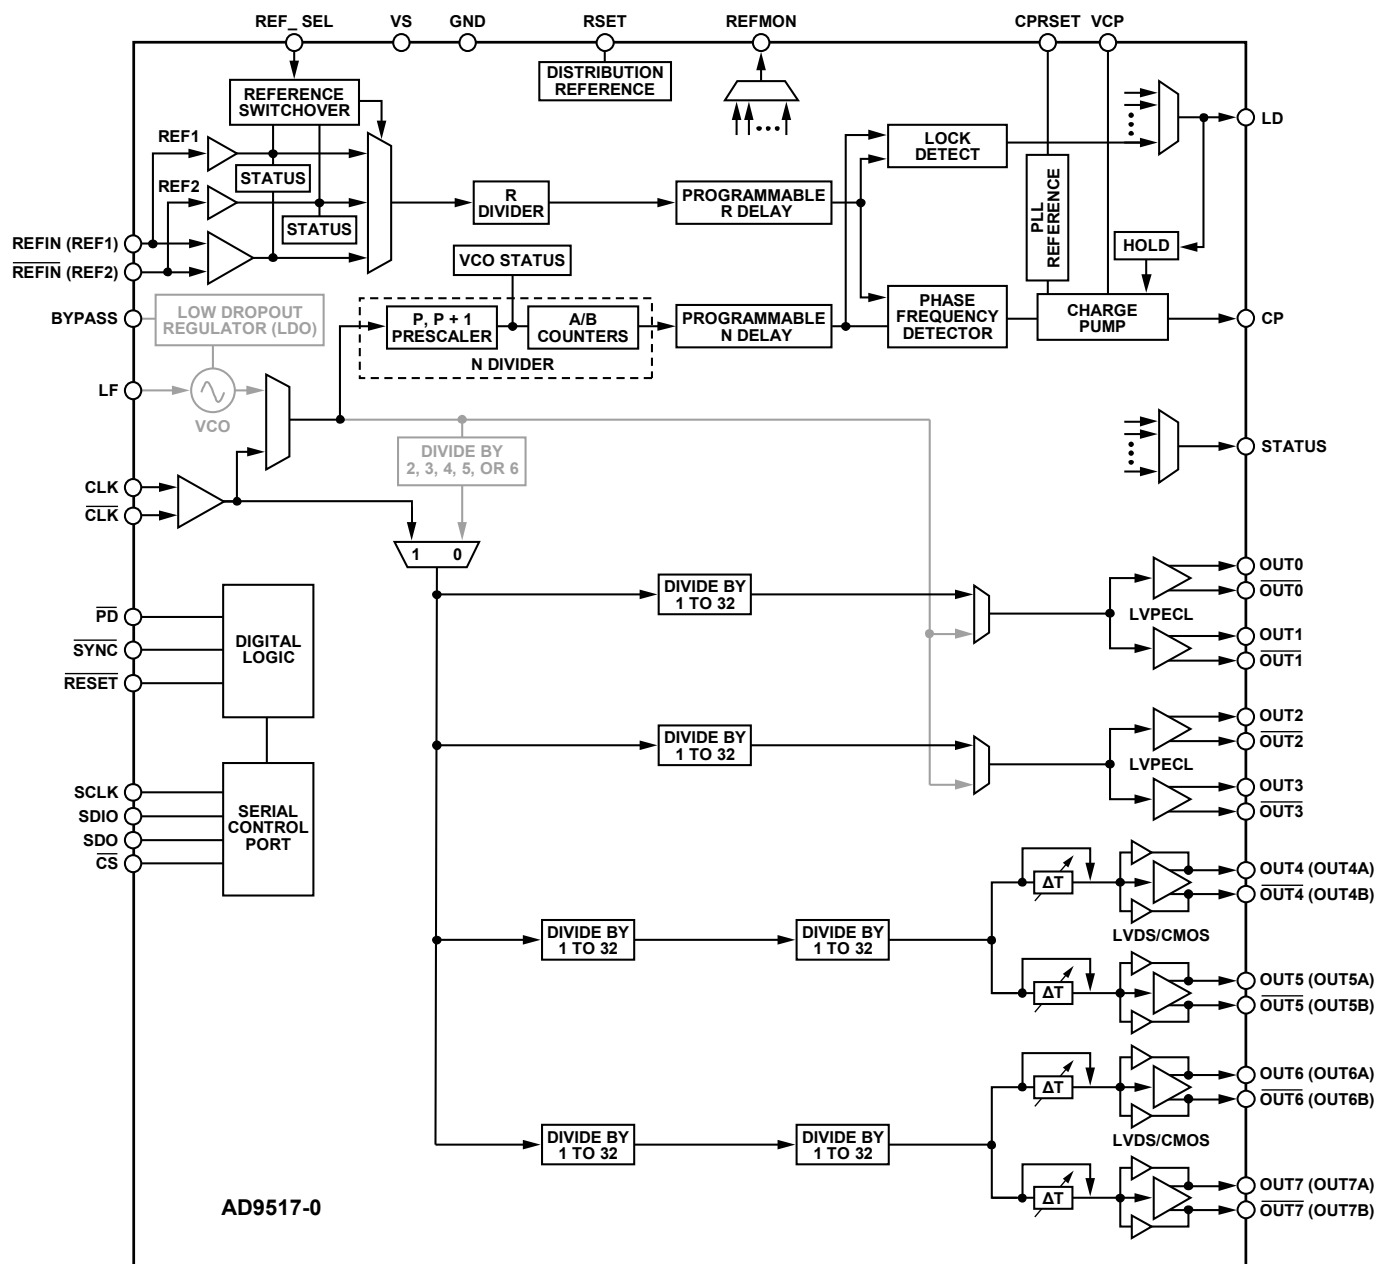 REF_ SEL
VS
GND
RSET
REFMON
CPRSET
VCP
DISTRIBUTION
REFERENCE
REFERENCE
SWITCHOVER
REF1
STATUS
REF2
STATUS
REFIN (REF1)
REFIN (REF2)
BYPASS
LF
LOW DROPOUT
REGULATOR (LDO)
VCO
R
DIVIDER
VCO STATUS
P, P + 1
PRESCALER
A/B
COUNTERS
N DIVIDER
PROGRAMMABLE
R DELAY
PROGRAMMABLE
N DELAY
LOCK
DETECT
PHASE
FREQUENCY
DETECTOR
PLL
REFERENCE
HOLD
CHARGE
PUMP
LD
CP
STATUS
DIVIDE BY
2, 3, 4, 5, OR 6
CLK
CLK
1 0
PD
SYNC
RESET
DIGITAL
LOGIC
SCLK
SDIO
SDO
CS
SERIAL
CONTROL
PORT
DIVIDE BY
1 TO 32
LVPECL
OUT0
OUT0
OUT1
OUT1
DIVIDE BY
1 TO 32
LVPECL
OUT2
OUT2
OUT3
OUT3
DIVIDE BY
1 TO 32
DIVIDE BY
1 TO 32
ΔT
ΔT
LVDS/CMOS
OUT4 (OUT4A)
OUT4 (OUT4B)
OUT5 (OUT5A)
OUT5 (OUT5B)
DIVIDE BY
1 TO 32
DIVIDE BY
1 TO 32
ΔT
ΔT
LVDS/CMOS
OUT6 (OUT6A)
OUT6 (OUT6B)
OUT7 (OUT7A)
OUT7 (OUT7B)
AD9517-0